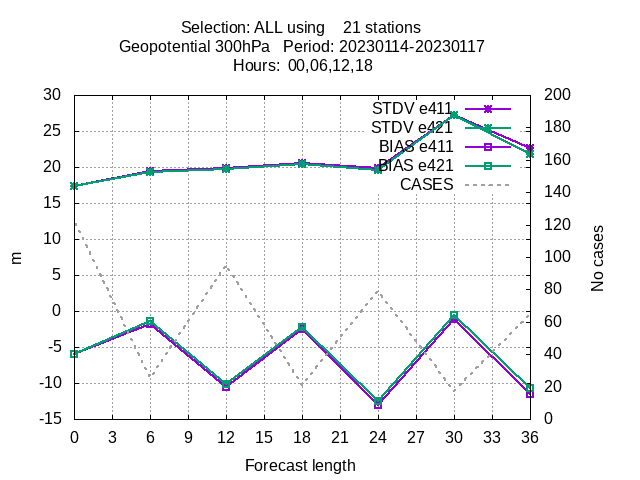 Selection: ALL using 21 stations
Geopotential 300hPa Period: 20230114-20230117
Hours: 00,06,12,18
30 200
25 180
20 160
15 140
10 120
5 100
0 80
-5 60
-10 40
-15 20
0
STDV e411
STDV e421
BIAS e411
BIAS e421
CASES
m
No cases
0 3 6 9 12 15 18 21 24 27 30 33 36
Forecast length